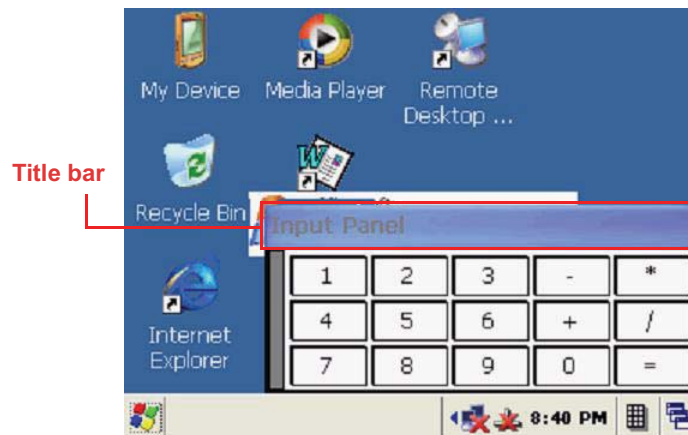 My Device
Media Player
Remote
Desktop ...
Title bar
Recycle Bin
Input Panel
1 2 3 - *
4 5 6 + /
7 8 9 0 =
Internet
Explorer
8:40 PM